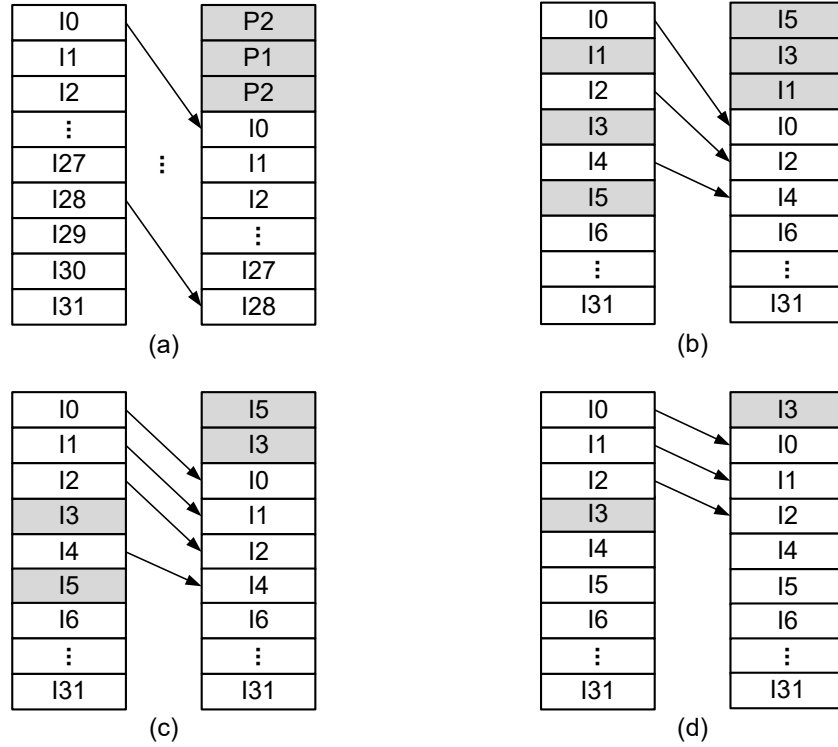 I0 P2
I1 P1
I2 P2
⋮ I0
I27 ⋮ I1
I28 I2
I29 ⋮
I30 I27
I31 I28
(a)
I0 I5
I1 I3
I2 I1
I3 I0
I4 I2
I5 I4
I6 I6
⋮ ⋮
I31 I31
(b)
I0 I5
I1 I3
I2 I0
I3 I1
I4 I2
I5 I4
I6 I6
⋮ ⋮
I31 I31
(c)
I0 I3
I1 I0
I2 I1
I3 I2
I4 I4
I5 I5
I6 I6
⋮ ⋮
I31 I31
(d)